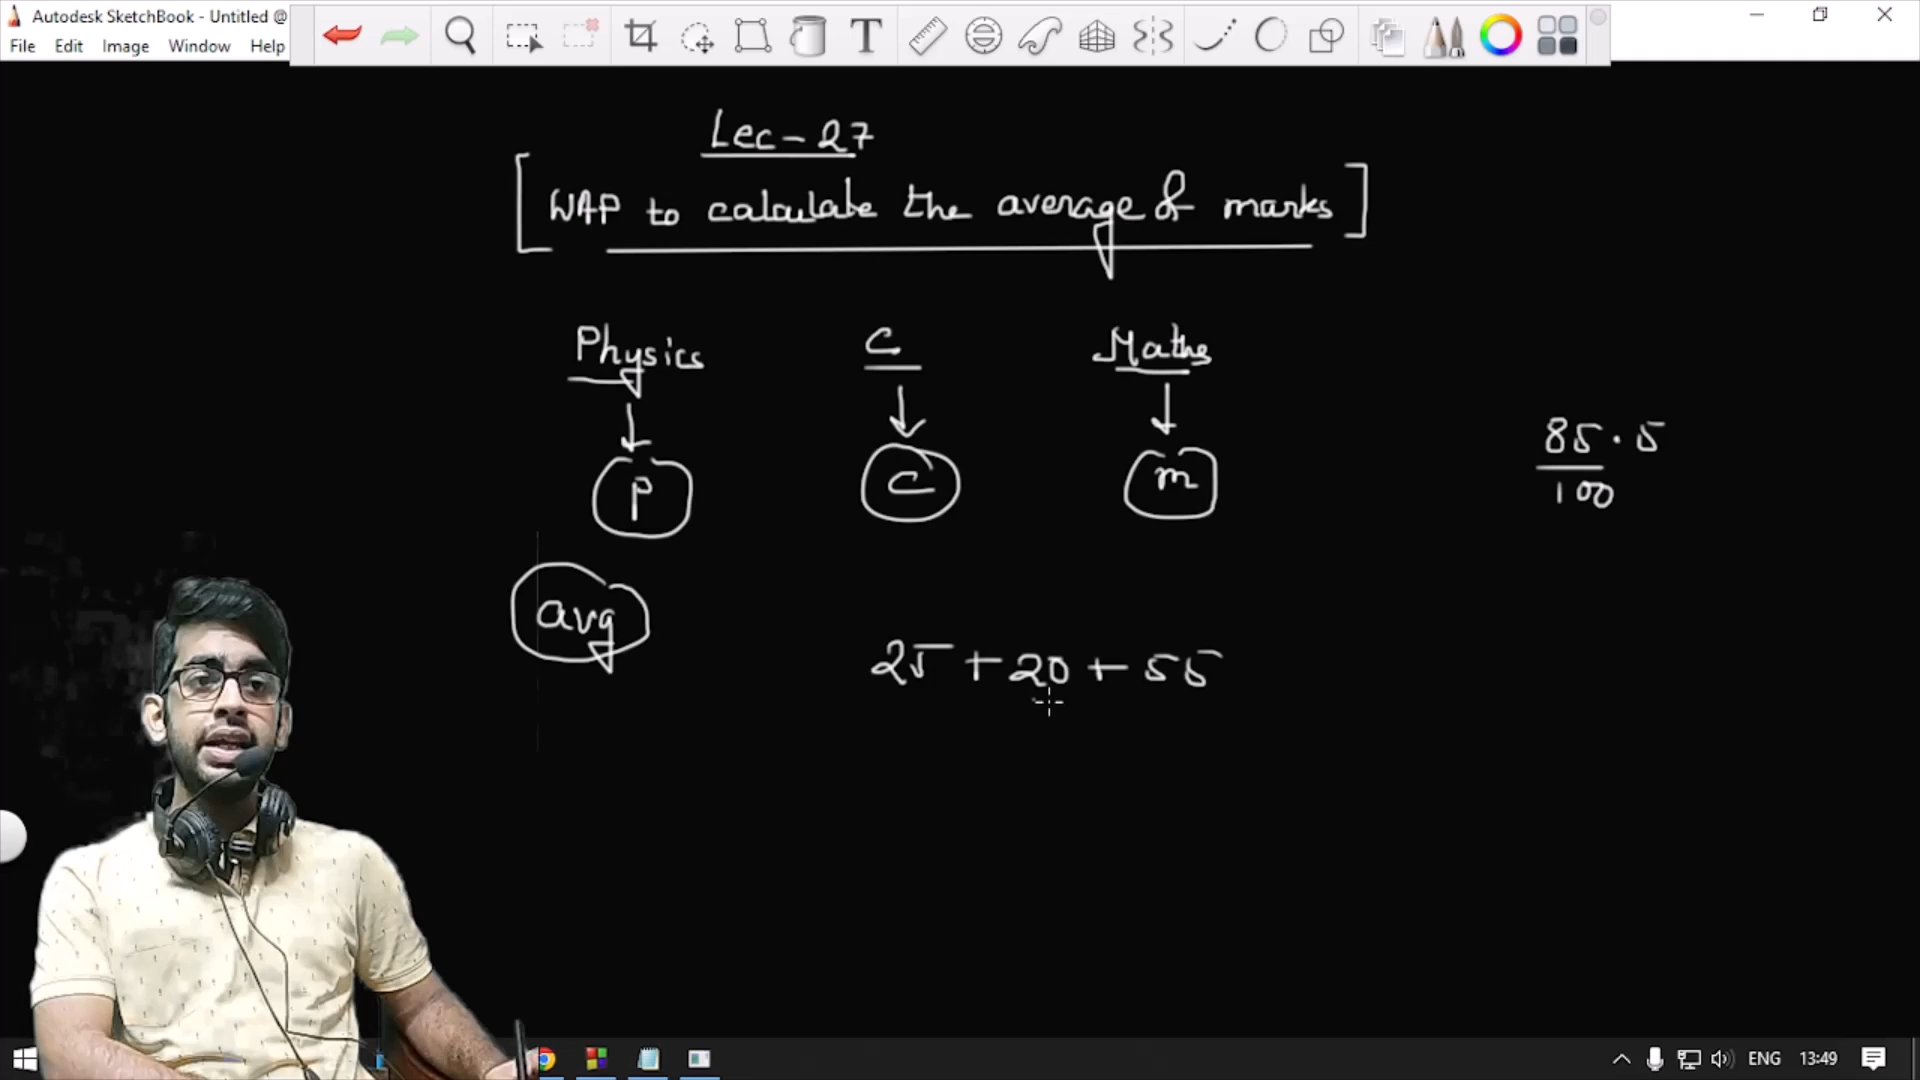 Autodesk SketchBook - Untitled @
File Edit Image Window Help
T
Lec-27
[WAP to calculate the average of marks]
Physics C Maths
P C m
85.5
100
avg
25+20+55
ENG 13:49